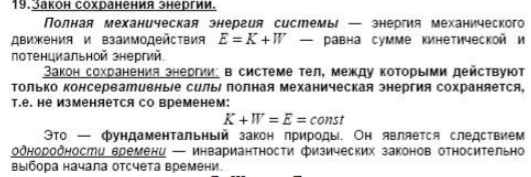 19. Закон сохранения энергии.
Полная механическая энергия системы — энергия механического
движения и взаимодействия E = K + W — равна сумме кинетической и
потенциальной энергий.
Закон сохранения энергии: в системе тел, между которыми действуют
только консервативные силы полная механическая энергия сохраняется,
т.е. не изменяется со временем:
K + W = E = const
Это — фундаментальный закон природы. Он является следствием
однородности времени — инвариантности физических законов относительно
выбора начала отсчета времени.